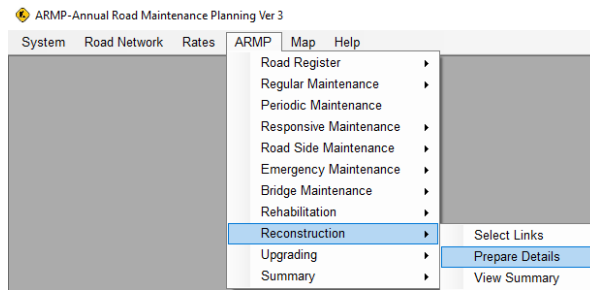 ARMP-Annual Road Maintenance Planning Ver 3
System Road Network Rates ARMP Map Help
Road Register
Regular Maintenance
Periodic Maintenance
Responsive Maintenance
Road Side Maintenance
Emergency Maintenance
Bridge Maintenance
Rehabilitation
Reconstruction
Upgrading
Summary
Select Links
Prepare Details
View Summary